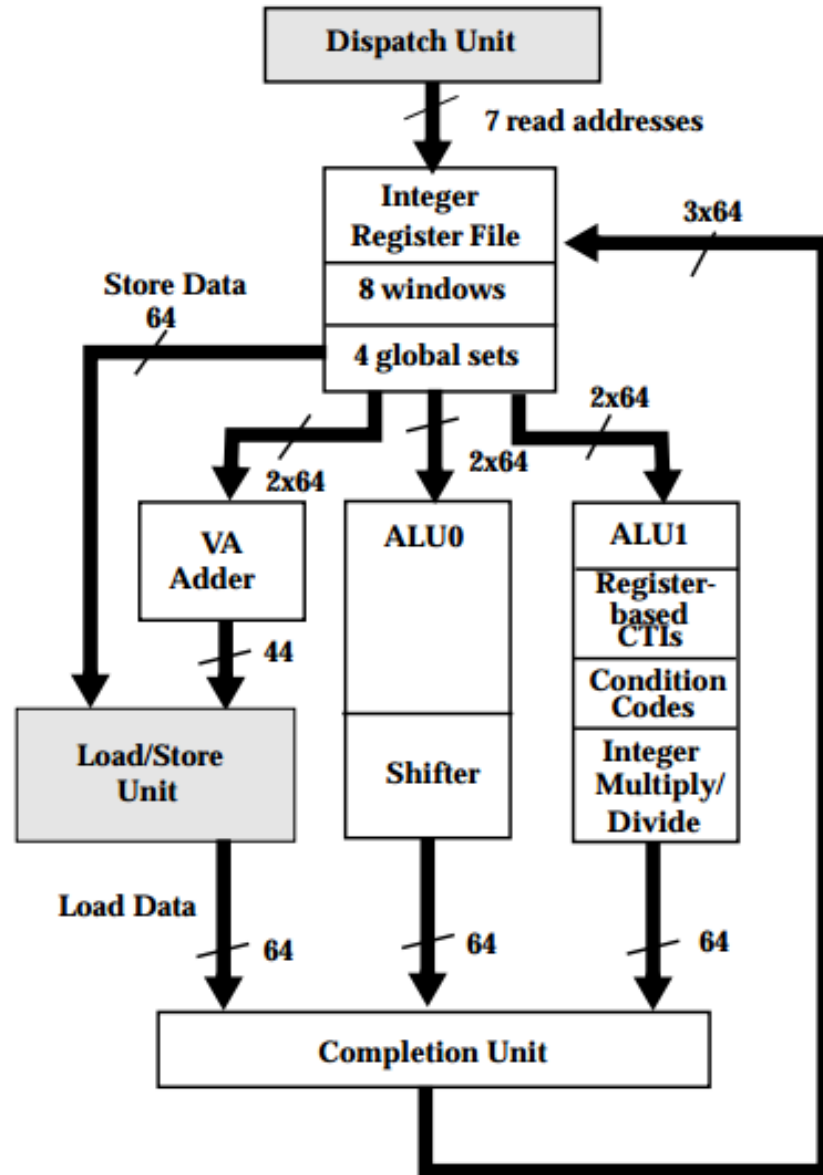 Dispatch Unit
7 read addresses
Integer
Register File
3x64
8 windows
Store Data
64
4 global sets
2x64
2x64
2x64
VA
Adder
ALU0
ALU1
Register-
based
CTIs
44
Condition
Codes
Load/Store
Unit
Shifter
Integer
Multiply/
Divide
Load Data
64
64
64
Completion Unit